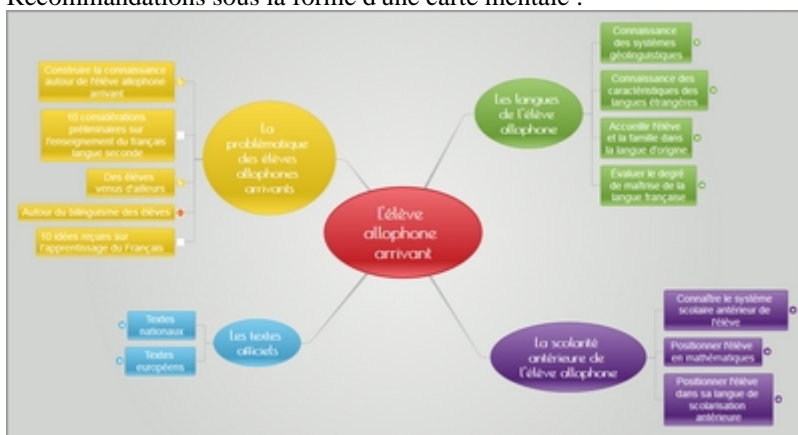 Recommandations sous la forme d'une carte mentale :
L'élève
allophone
arrivant
La
problématique
des élèves
allophones
arrivants
Construire la connaissance
autour de l'élève allophone
arrivant
10 considérations
préliminaires sur
l'enseignement du français
langue seconde
Des élèves
venus d'ailleurs
Autour du bilinguisme des élèves
10 idées reçues sur
l'apprentissage du Français
Les langues
de l'élève
allophone
Connaissance
des systèmes
géolinguistiques
Connaissance des
caractéristiques des
langues étrangères
Accueillir l'élève
et la famille dans
la langue d'origine
Évaluer le degré
de maîtrise de la
langue française
Les textes
officiels
Textes
nationaux
Textes
européens
La scolarité
antérieure de
l'élève allophone
Connaître le système
scolaire antérieur de
l'élève
Positionner l'élève
en mathématiques
Positionner l'élève
dans sa langue de
scolarisation
antérieure